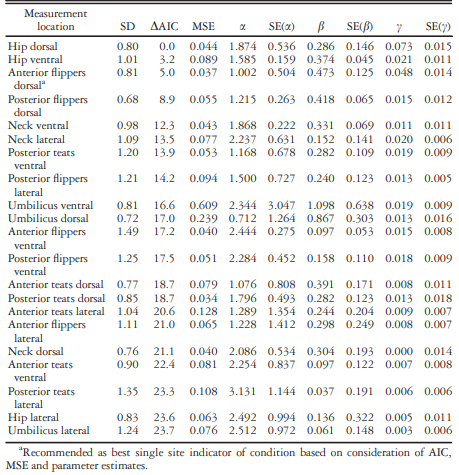 Measurement
location SD ΔAIC MSE α SE(α) β SE(β) γ SE(γ)
Hip dorsal 0.80 0.0 0.044 1.874 0.536 0.286 0.146 0.073 0.015
Hip ventral 1.01 3.2 0.089 1.585 0.159 0.374 0.045 0.021 0.011
Anterior flippers 0.81 5.0 0.037 1.002 0.504 0.473 0.125 0.048 0.014
dorsalᵃ
Posterior flippers 0.68 8.9 0.055 1.215 0.263 0.418 0.065 0.015 0.012
dorsal
Neck ventral 0.98 12.3 0.043 1.868 0.222 0.331 0.069 0.011 0.011
Neck lateral 1.09 13.5 0.077 2.237 0.631 0.152 0.141 0.020 0.006
Posterior teats 1.20 13.9 0.053 1.168 0.678 0.282 0.109 0.019 0.009
ventral
Posterior flippers 1.21 14.2 0.094 1.500 0.727 0.240 0.123 0.013 0.005
lateral
Umbilicus ventral 0.81 16.6 0.609 2.344 3.047 1.098 0.638 0.019 0.009
Umbilicus dorsal 0.72 17.0 0.239 0.712 1.264 0.867 0.303 0.013 0.016
Anterior flippers 1.49 17.2 0.040 2.444 0.275 0.097 0.053 0.015 0.008
ventral
Posterior flippers 1.25 17.5 0.051 2.284 0.452 0.158 0.110 0.018 0.009
ventral
Anterior teats dorsal 0.77 18.7 0.079 1.076 0.808 0.391 0.171 0.008 0.011
Posterior teats dorsal 0.85 18.7 0.034 1.796 0.493 0.282 0.123 0.013 0.018
Anterior teats lateral 1.04 20.6 0.128 1.289 1.354 0.244 0.204 0.009 0.007
Anterior flippers 1.11 21.0 0.065 1.228 1.412 0.298 0.249 0.008 0.007
lateral
Neck dorsal 0.76 21.1 0.040 2.086 0.534 0.304 0.193 0.000 0.014
Anterior teats 0.90 22.4 0.081 2.254 0.837 0.097 0.122 0.007 0.008
ventral
Posterior teats 1.35 23.3 0.108 3.131 1.144 0.037 0.191 0.006 0.006
lateral
Hip lateral 0.83 23.6 0.063 2.492 0.994 0.136 0.322 0.005 0.011
Umbilicus lateral 1.24 23.7 0.076 2.512 0.972 0.061 0.148 0.003 0.006
ᵃRecommended as best single site indicator of condition based on consideration of AIC,
MSE and parameter estimates.